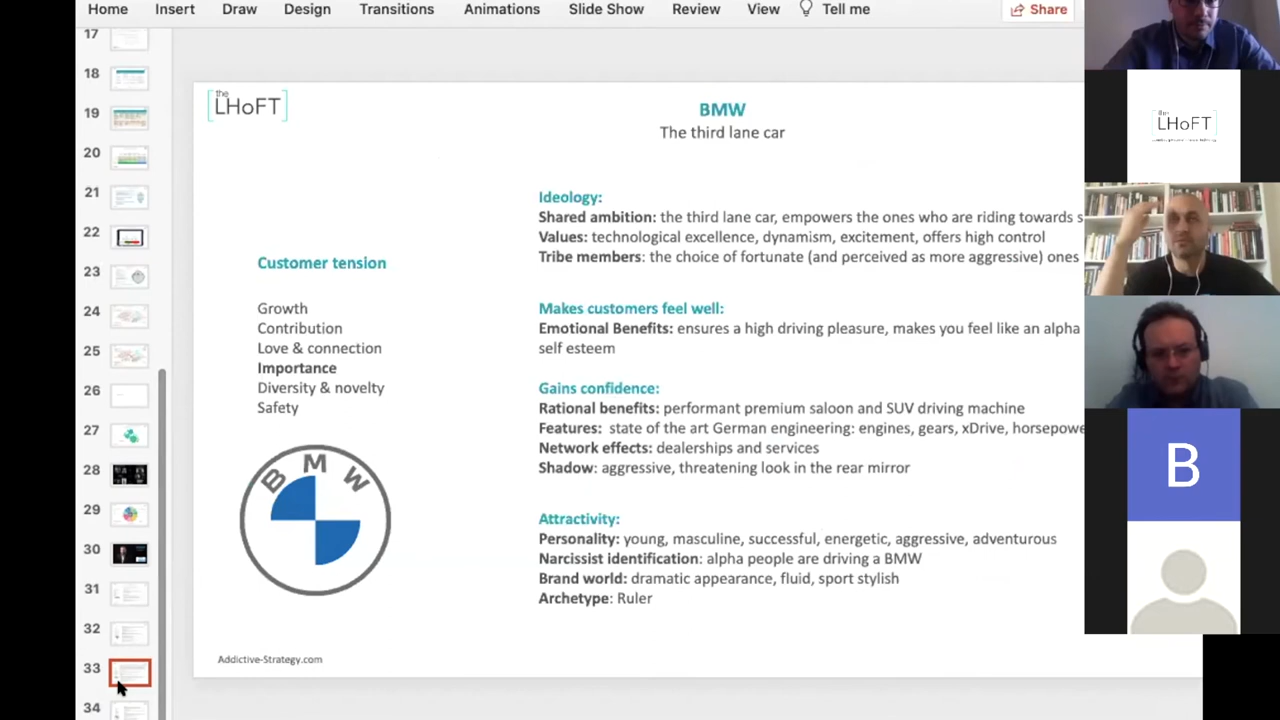 Home Insert Draw Design Transitions Animations Slide Show Review View Tell me Share
17
18
19
20
21
22
23
24
25
26
27
28
29
30
31
32
33
34
the
LHoFT
BMW
The third lane car
Customer tension
Growth
Contribution
Love & connection
Importance
Diversity & novelty
Safety
BMW
Ideology:
Shared ambition: the third lane car, empowers the ones who are riding towards s
Values: technological excellence, dynamism, excitement, offers high control
Tribe members: the choice of fortunate (and perceived as more aggressive) ones
Makes customers feel well:
Emotional Benefits: ensures a high driving pleasure, makes you feel like an alpha
self esteem
Gains confidence:
Rational benefits: performant premium saloon and SUV driving machine
Features: state of the art German engineering: engines, gears, xDrive, horsepowe
Network effects: dealerships and services
Shadow: aggressive, threatening look in the rear mirror
Attractivity:
Personality: young, masculine, successful, energetic, aggressive, adventurous
Narcissist identification: alpha people are driving a BMW
Brand world: dramatic appearance, fluid, sport stylish
Archetype: Ruler
Addictive-Strategy.com
the
LHoFT
B